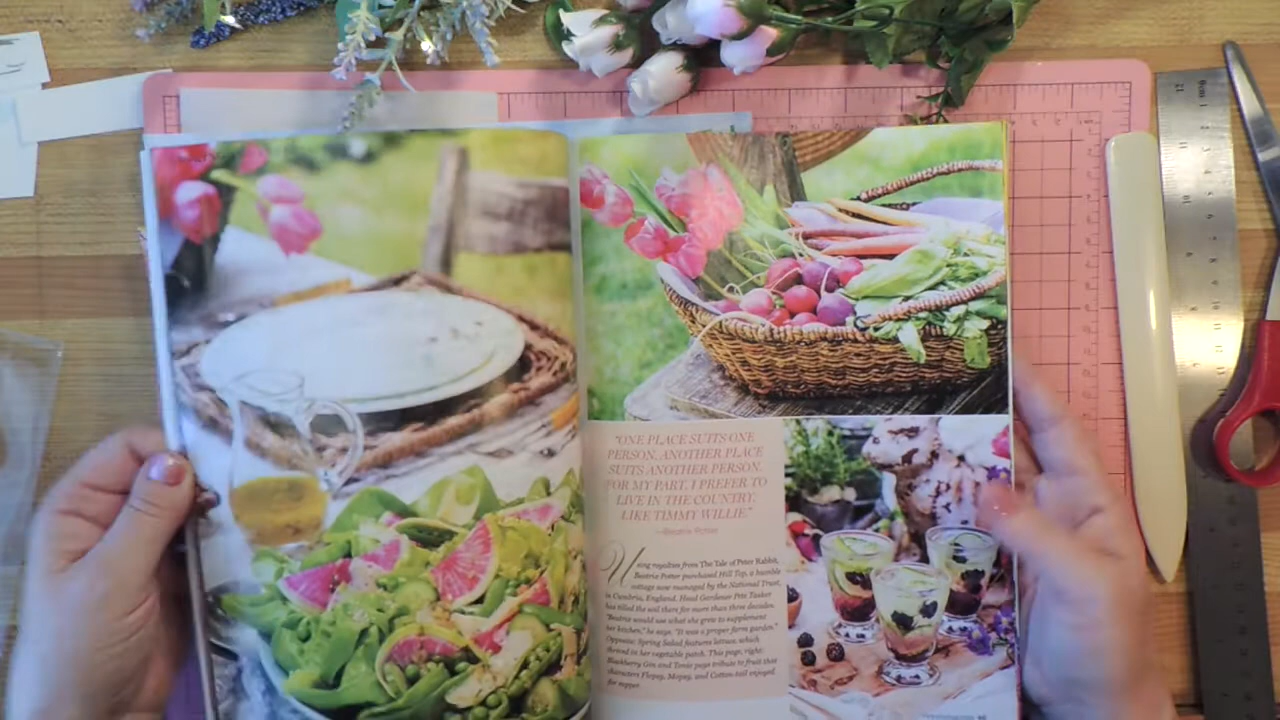 "ONE PLACE SUITS ONE
PERSON, ANOTHER PLACE
SUITS ANOTHER PERSON.
FOR MY PART, I PREFER TO
LIVE IN THE COUNTRY,
LIKE TIMMY WILLIE."
—Beatrix Potter
Using royalties from The Tale of Peter Rabbit,
Beatrix Potter purchased Hill Top, a humble
cottage now managed by the National Trust,
in Cumbria, England. Head Gardener Pete Tasker
has tilled the soil there for more than three decades.
"Beatrix would use what she grew to supplement
her kitchen," he says. "It was a proper farm garden."
Opposite: Spring Salad features lettuce, which
thrived in her vegetable patch. This page, right:
Blackberry Gin and Tonic pays tribute to fruit that
characters Flopsy, Mopsy, and Cotton-tail enjoyed
for supper.